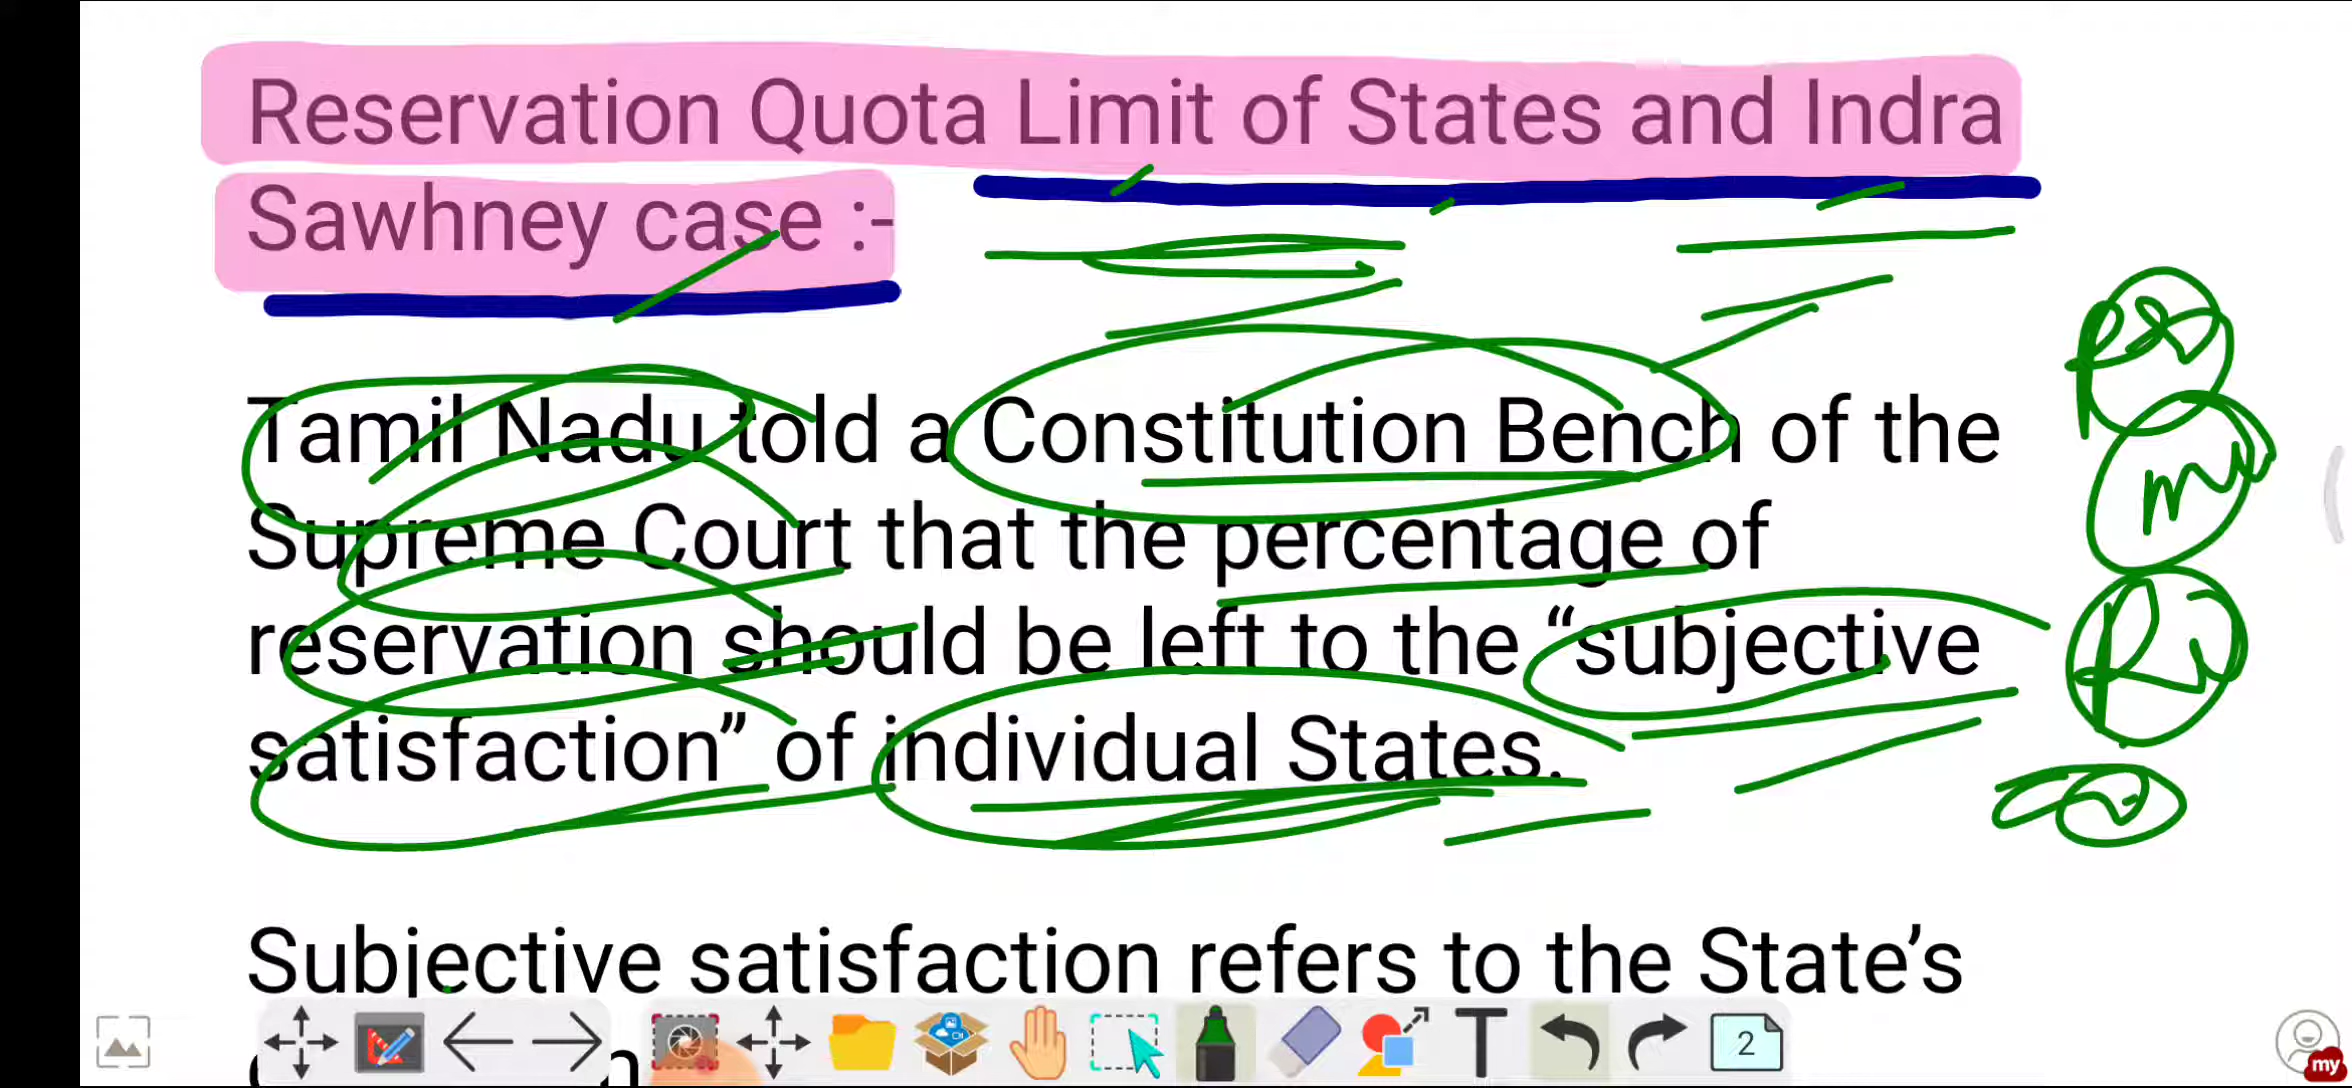 Reservation Quota Limit of States and Indra
Sawhney case :-
Tamil Nadu told a Constitution Bench of the
Supreme Court that the percentage of
reservation should be left to the “subjective
satisfaction” of individual States.
Subjective satisfaction refers to the State’s
T
2
my